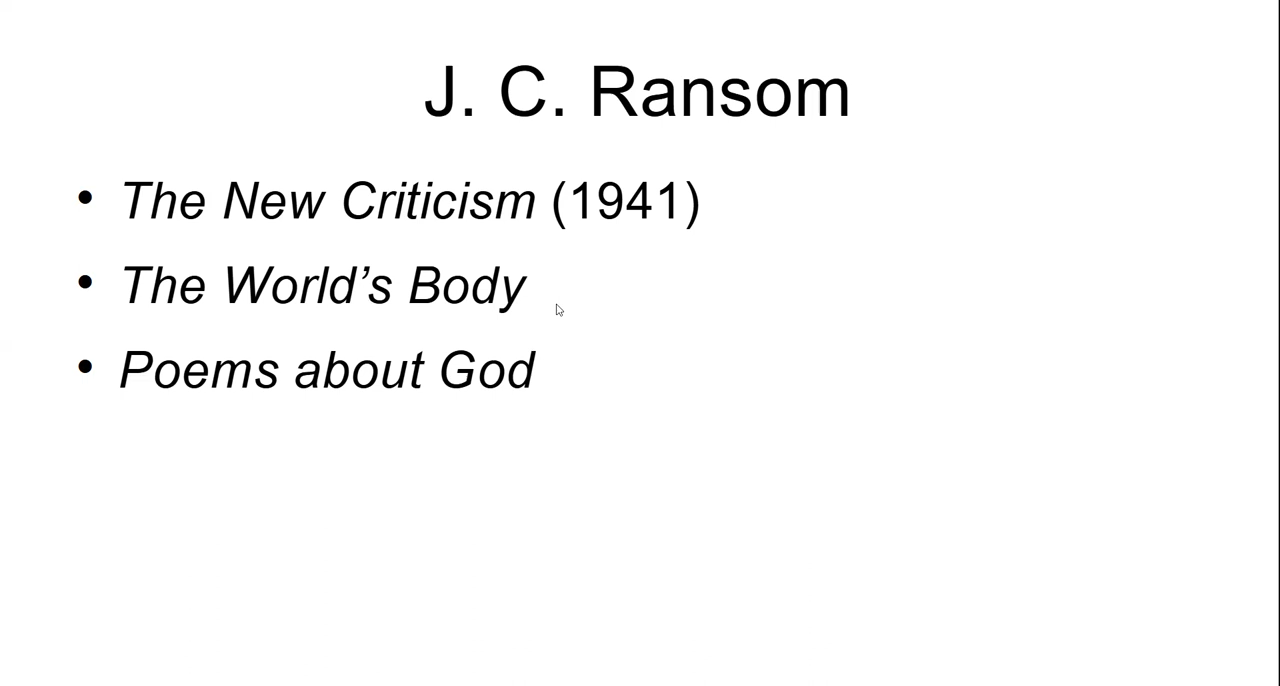 J. C. Ransom
• The New Criticism (1941)
• The World’s Body
• Poems about God